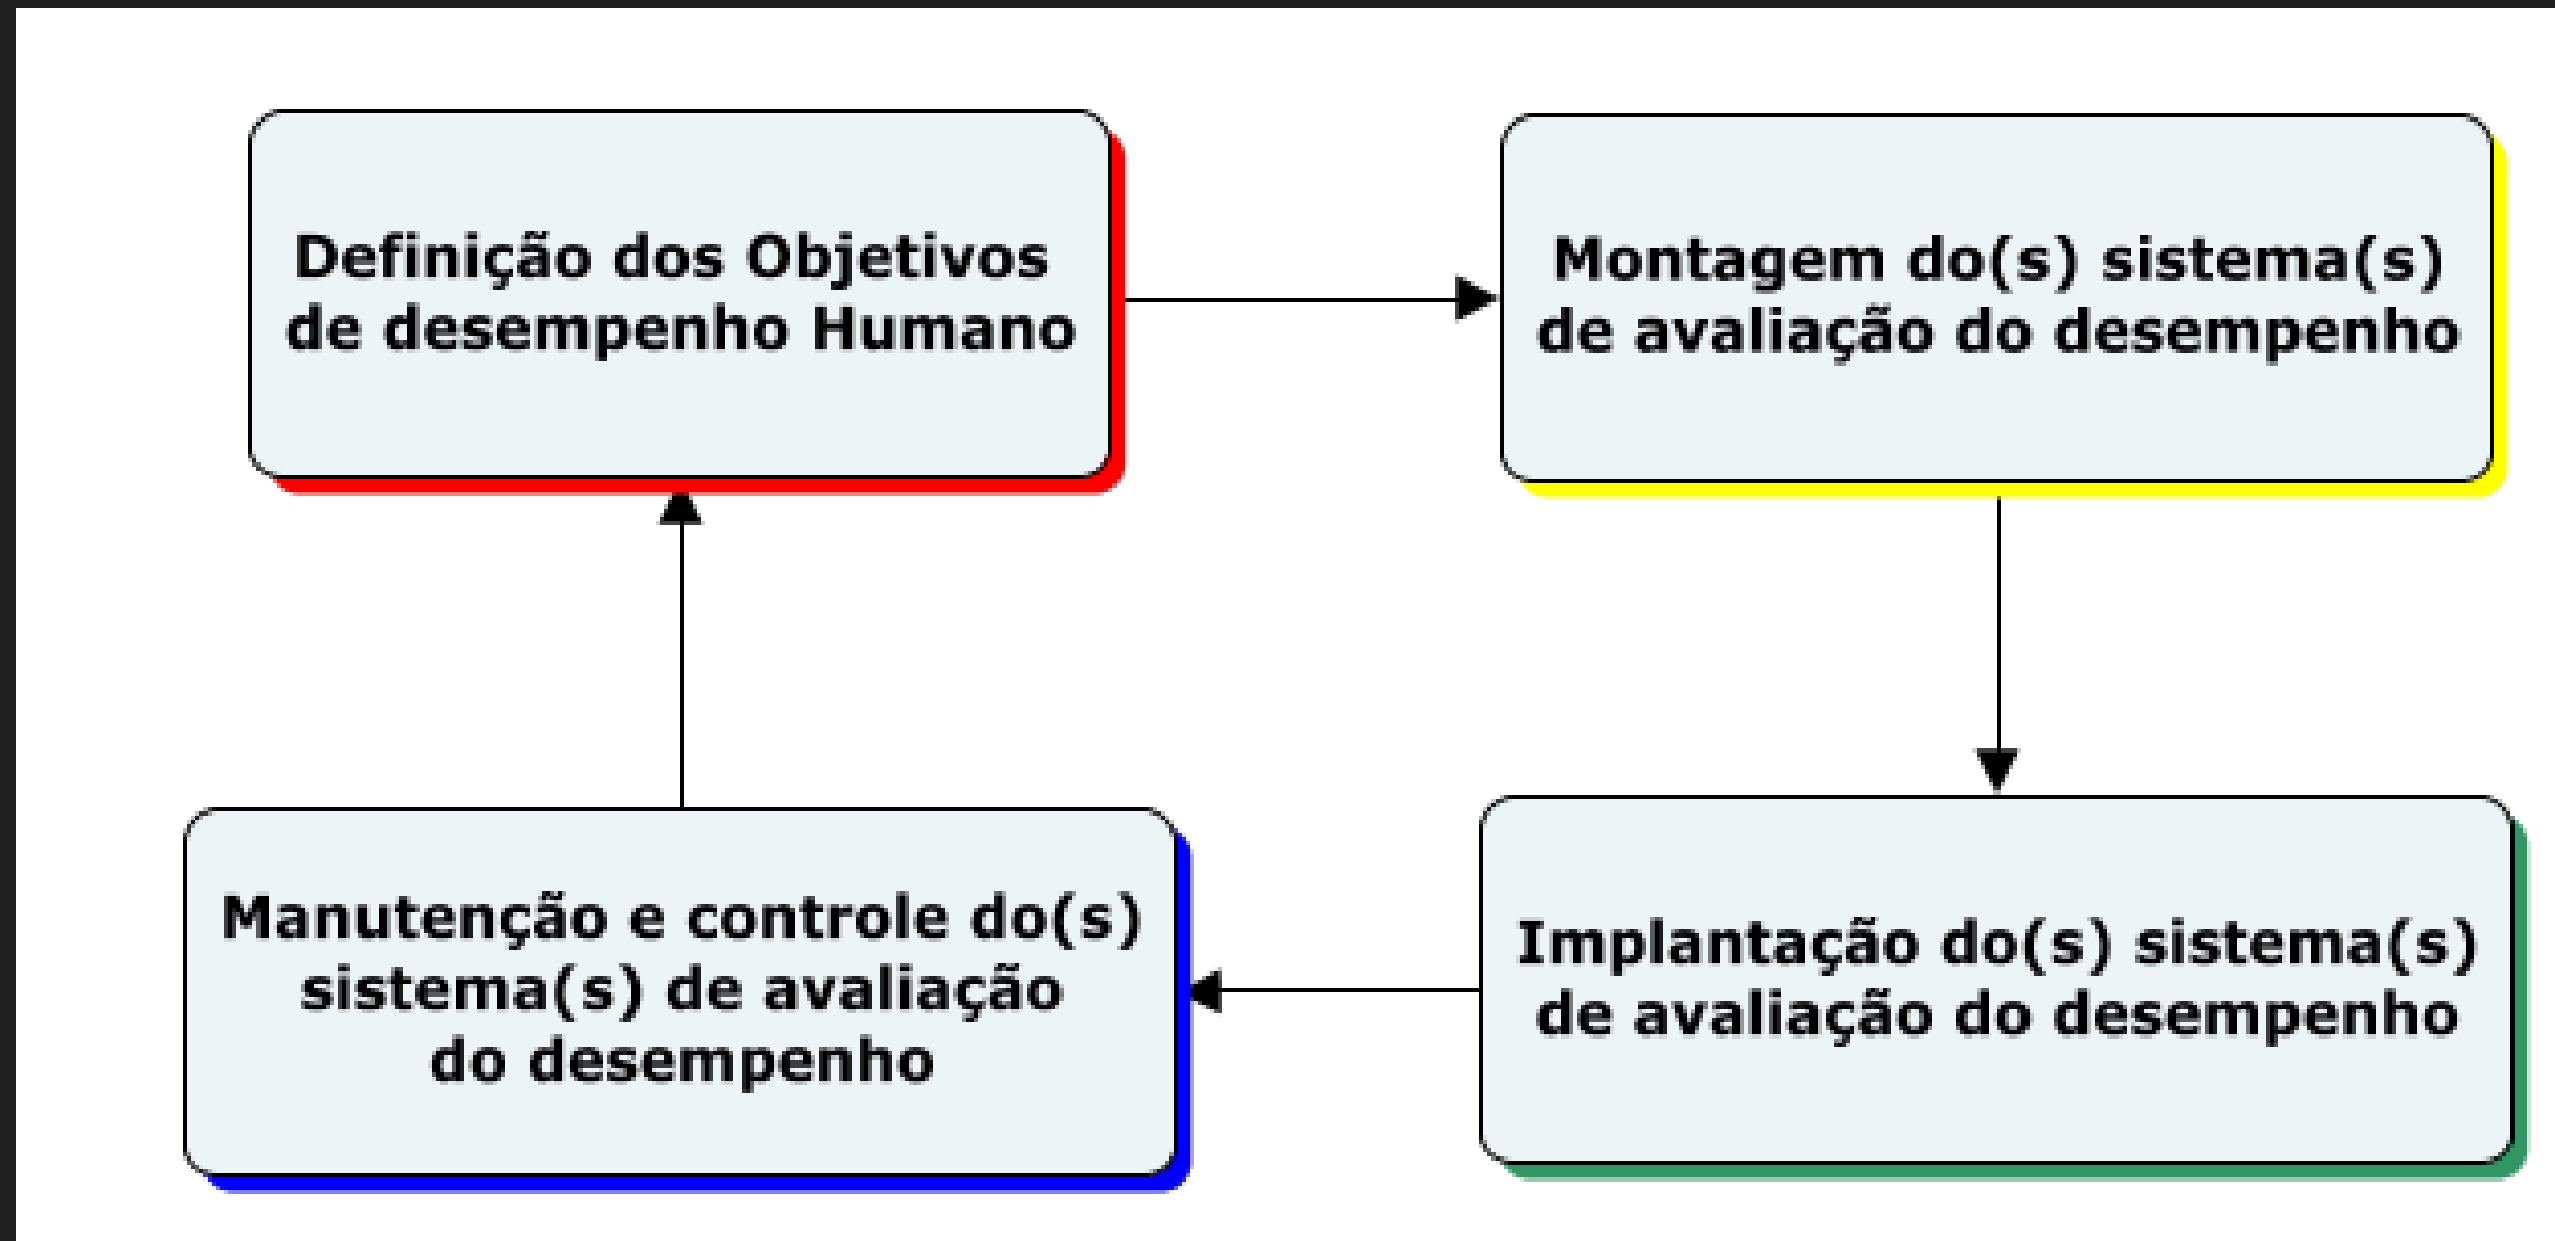 Definição dos Objetivos
de desempenho Humano
Montagem do(s) sistema(s)
de avaliação do desempenho
Implantação do(s) sistema(s)
de avaliação do desempenho
Manutenção e controle do(s)
sistema(s) de avaliação
do desempenho